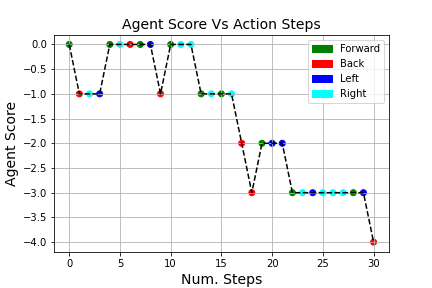 Agent Score Vs Action Steps
Agent Score
0.0
−0.5
−1.0
−1.5
−2.0
−2.5
−3.0
−3.5
−4.0
Forward
Back
Left
Right
0 5 10 15 20 25 30
Num. Steps